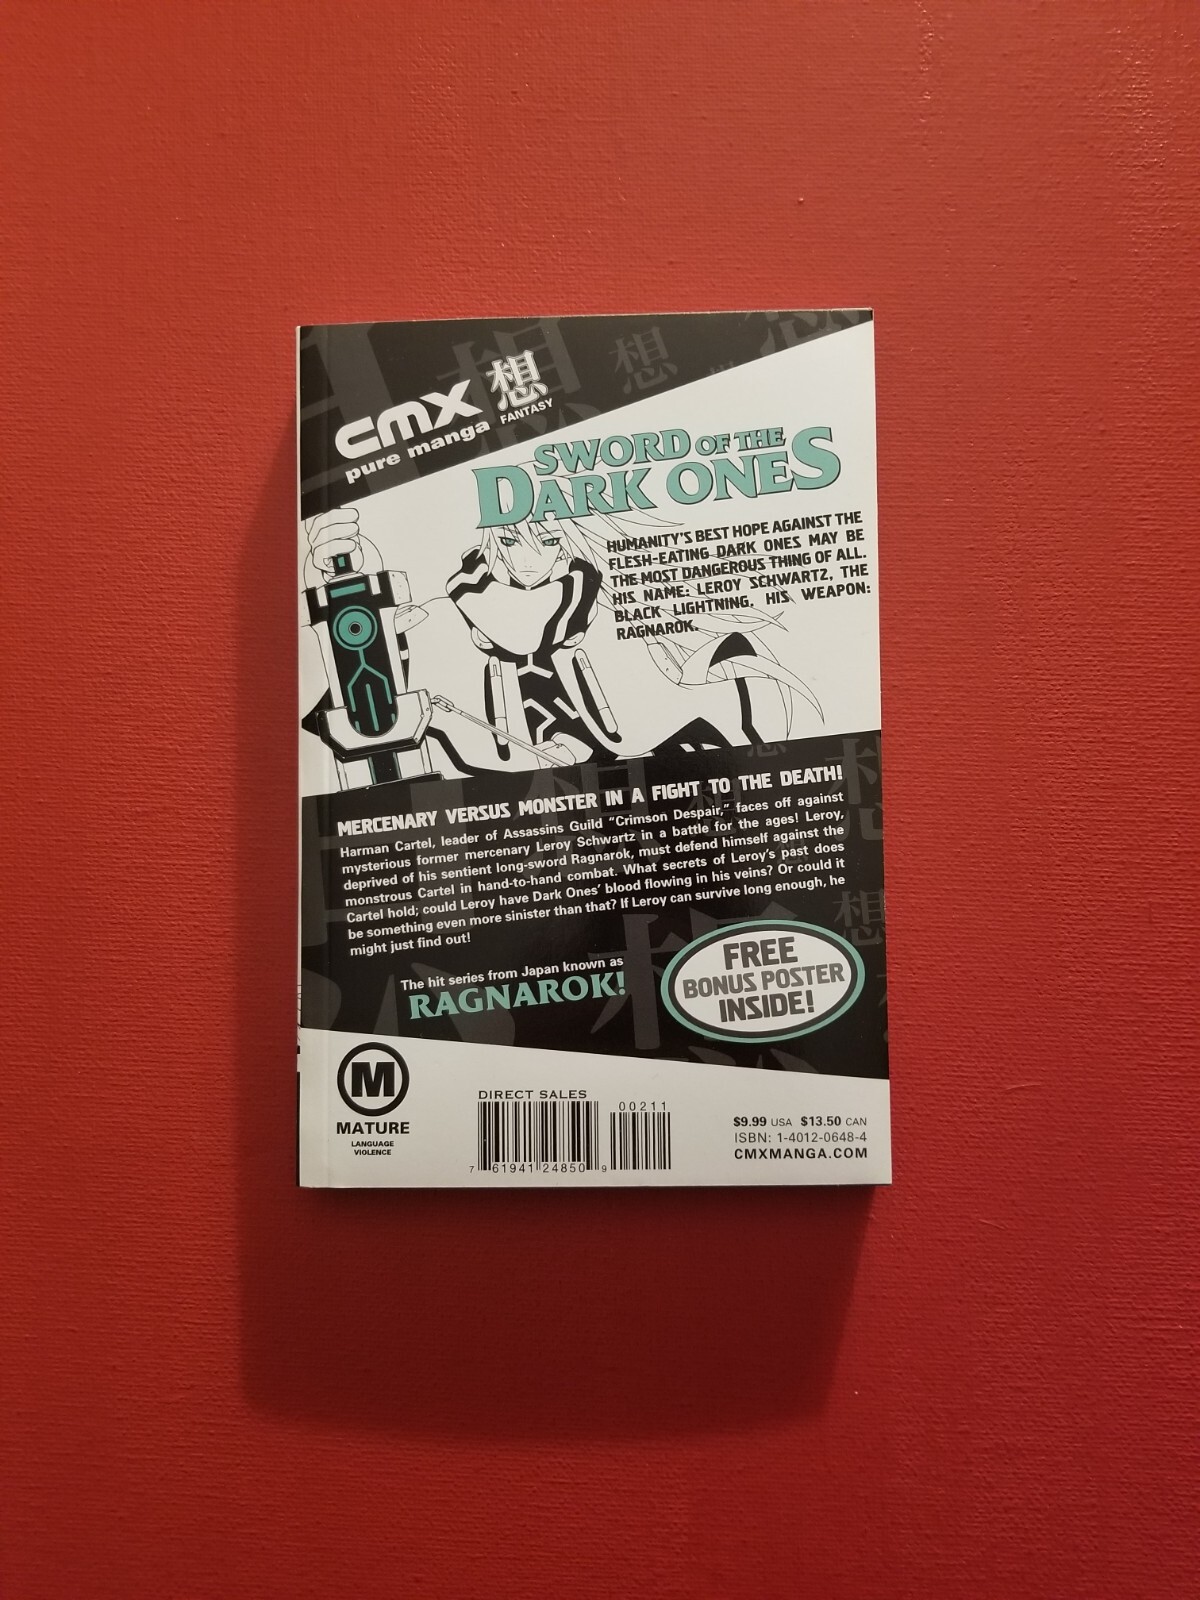 cmx 想
pure manga FANTASY
SWORD OF THE
DARK ONES
HUMANITY'S BEST HOPE AGAINST THE
FLESH-EATING DARK ONES MAY BE
THE MOST DANGEROUS THING OF ALL.
HIS NAME: LEROY SCHWARTZ, THE
BLACK LIGHTNING. HIS WEAPON:
RAGNAROK.
MERCENARY VERSUS MONSTER IN A FIGHT TO THE DEATH!
Harman Cartel, leader of Assassins Guild "Crimson Despair," faces off against
mysterious former mercenary Leroy Schwartz in a battle for the ages! Leroy,
deprived of his sentient long-sword Ragnarok, must defend himself against the
monstrous Cartel in hand-to-hand combat. What secrets of Leroy's past does
Cartel hold; could Leroy have Dark Ones' blood flowing in his veins? Or could it
be something even more sinister than that? If Leroy can survive long enough, he
might just find out!
The hit series from Japan known as
RAGNAROK!
FREE
BONUS POSTER
INSIDE!
M
MATURE
LANGUAGE
VIOLENCE
DIRECT SALES
00211
7 61941 24850 9
$9.99 USA $13.50 CAN
ISBN: 1-4012-0648-4
CMXMANGA.COM